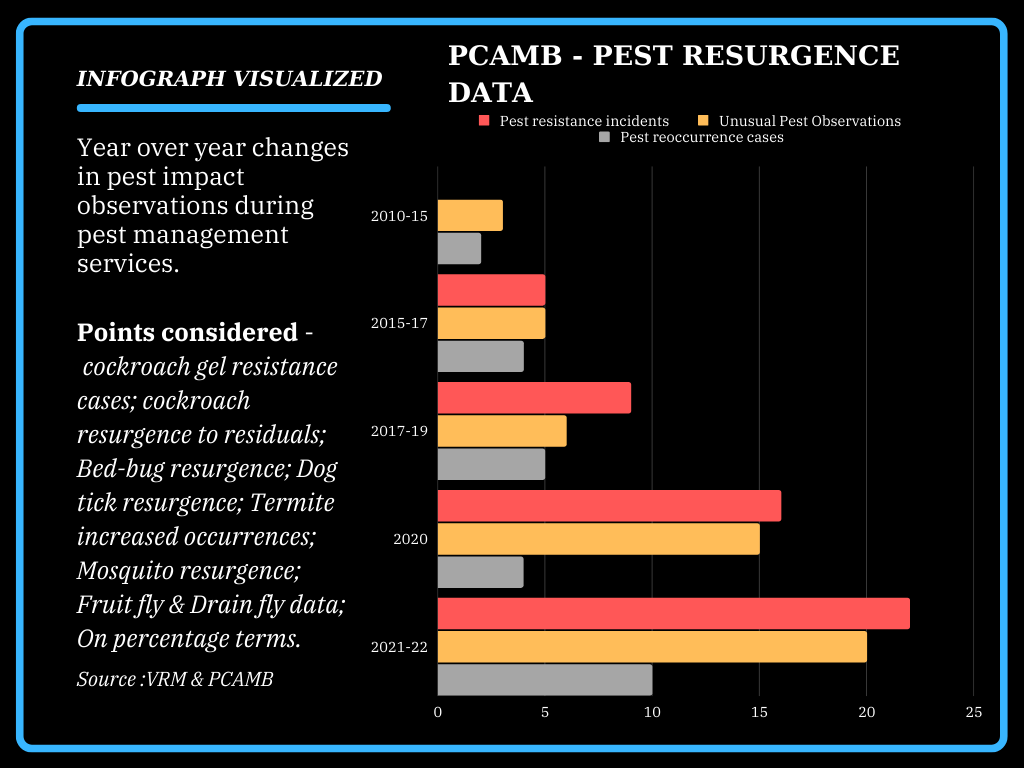 INFOGRAPH VISUALIZED
Year over year changes
in pest impact
observations during
pest management
services.
Points considered -
cockroach gel resistance
cases; cockroach
resurgence to residuals;
Bed-bug resurgence; Dog
tick resurgence; Termite
increased occurrences;
Mosquito resurgence;
Fruit fly & Drain fly data;
On percentage terms.
Source :VRM & PCAMB
PCAMB - PEST RESURGENCE
DATA
Pest resistance incidents Unusual Pest Observations
Pest reoccurrence cases
2010-15
2015-17
2017-19
2020
2021-22
0 5 10 15 20 25